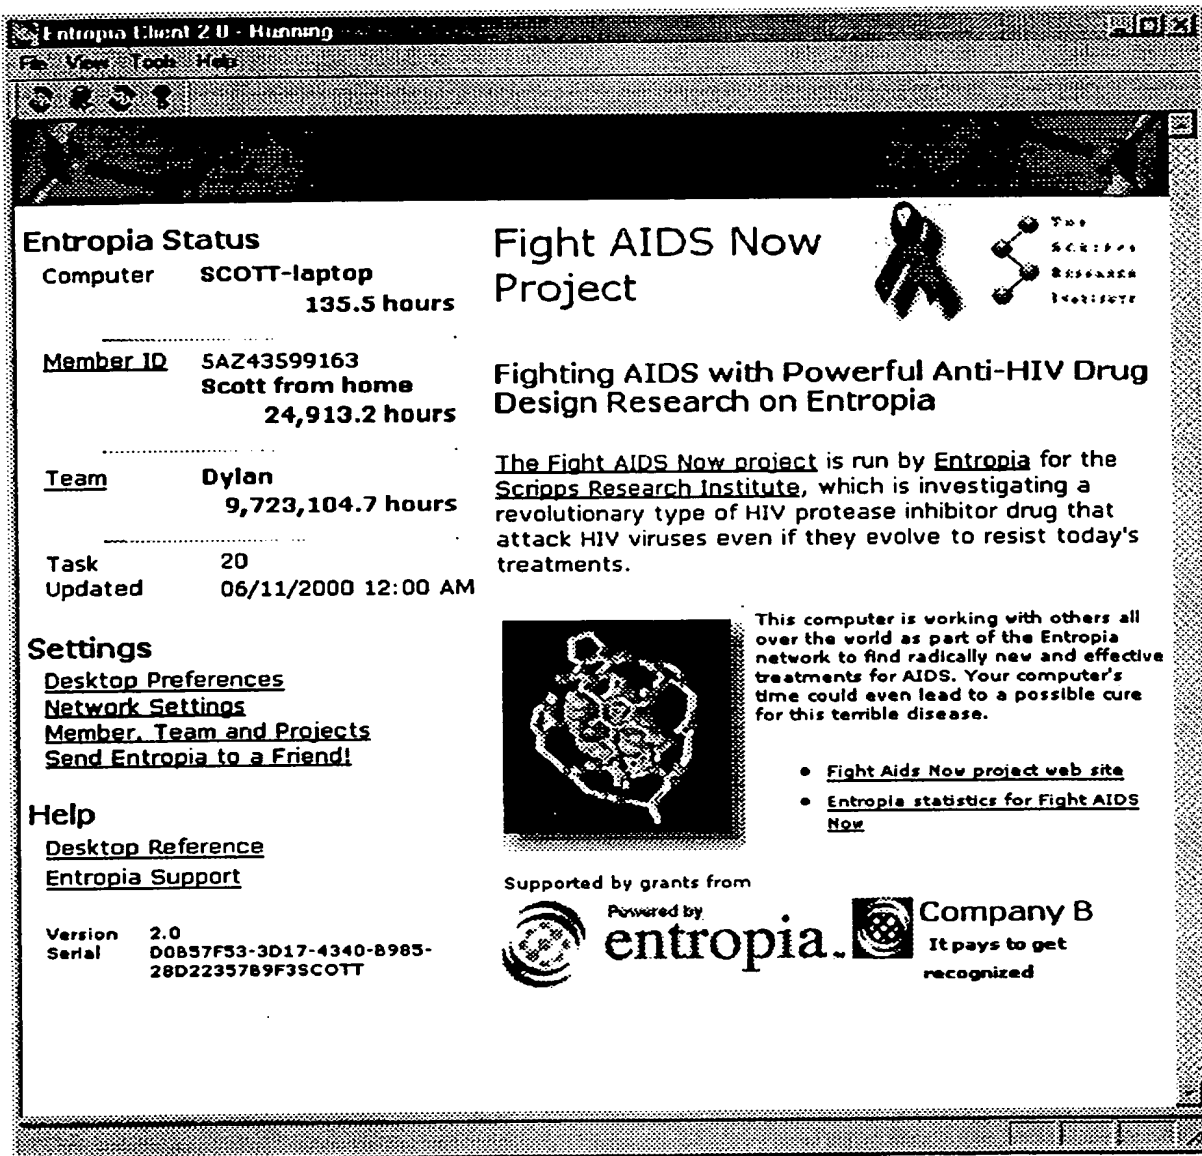 Entropia Client 2.0 - Running
File View Tools Help
Entropia Status
Computer SCOTT-laptop
135.5 hours
Member ID 5AZ43599163
Scott from home
24,913.2 hours
Team Dylan
9,723,104.7 hours
Task 20
Updated 06/11/2000 12:00 AM
Settings
Desktop Preferences
Network Settings
Member, Team and Projects
Send Entropia to a Friend!
Help
Desktop Reference
Entropia Support
Version 2.0
Serial D0B57F53-3D17-4340-B985-
28D22357B9F3SCOTT
Fight AIDS Now
Project
THE
SCRIPPS
RESEARCH
INSTITUTE
Fighting AIDS with Powerful Anti-HIV Drug
Design Research on Entropia
The Fight AIDS Now project is run by Entropia for the
Scripps Research Institute, which is investigating a
revolutionary type of HIV protease inhibitor drug that
attack HIV viruses even if they evolve to resist today's
treatments.
This computer is working with others all
over the world as part of the Entropia
network to find radically new and effective
treatments for AIDS. Your computer's
time could even lead to a possible cure
for this terrible disease.
• Fight Aids Now project web site
• Entropia statistics for Fight AIDS
Now
Supported by grants from
Powered by
entropia™
Company B
It pays to get
recognized